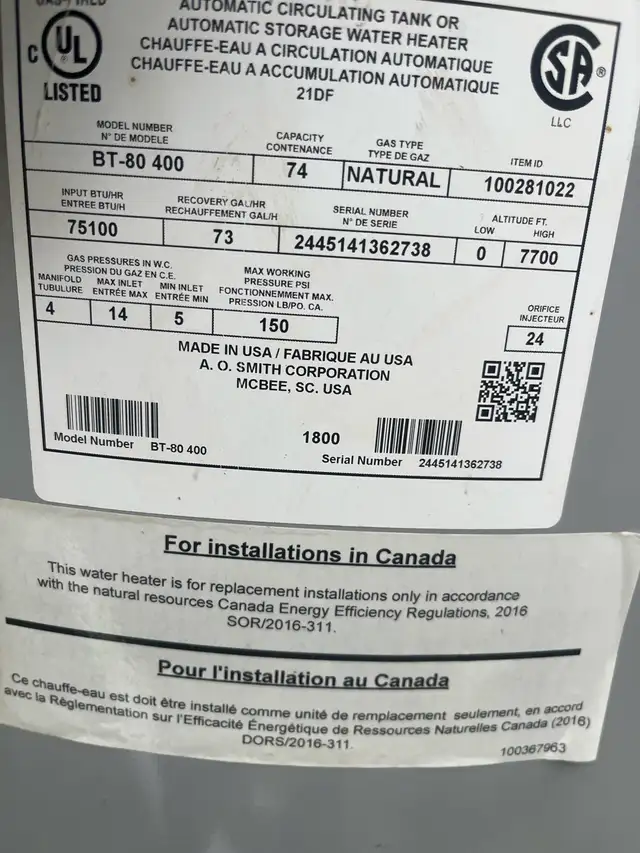 AUTOMATIC CIRCULATING TANK OR
AUTOMATIC STORAGE WATER HEATER
CHAUFFE-EAU A CIRCULATION AUTOMATIQUE
CHAUFFE-EAU A ACCUMULATION AUTOMATIQUE
21DF
C UL ®
LISTED
SA ®
LLC
MODEL NUMBER
N° DE MODELE
BT-80 400
CAPACITY
CONTENANCE
74
GAS TYPE
TYPE DE GAZ
NATURAL
ITEM ID
100281022
INPUT BTU/HR
ENTREE BTU/H
75100
RECOVERY GAL/HR
RECHAUFFEMENT GAL/H
73
SERIAL NUMBER
N° DE SERIE
2445141362738
ALTITUDE FT.
LOW HIGH
0 7700
GAS PRESSURES IN W.C.
PRESSION DU GAZ EN C.E.
MANIFOLD
TUBULURE
4
MAX INLET
ENTRÉE MAX
14
MIN INLET
ENTRÉE MIN
5
MAX WORKING
PRESSURE PSI
FONCTIONNEMMENT MAX.
PRESSION LB/PO. CA.
150
ORIFICE
INJECTEUR
24
MADE IN USA / FABRIQUE AU USA
A. O. SMITH CORPORATION
MCBEE, SC. USA
Model Number BT-80 400
1800
Serial Number 2445141362738
For installations in Canada
This water heater is for replacement installations only in accordance
with the natural resources Canada Energy Efficiency Regulations, 2016
SOR/2016-311.
Pour l'installation au Canada
Ce chauffe-eau est doit être installé comme unité de remplacement seulement, en accord
avec la Règlementation sur l'Efficacité Énergétique de Ressources Naturelles Canada (2016)
DORS/2016-311.
100367963